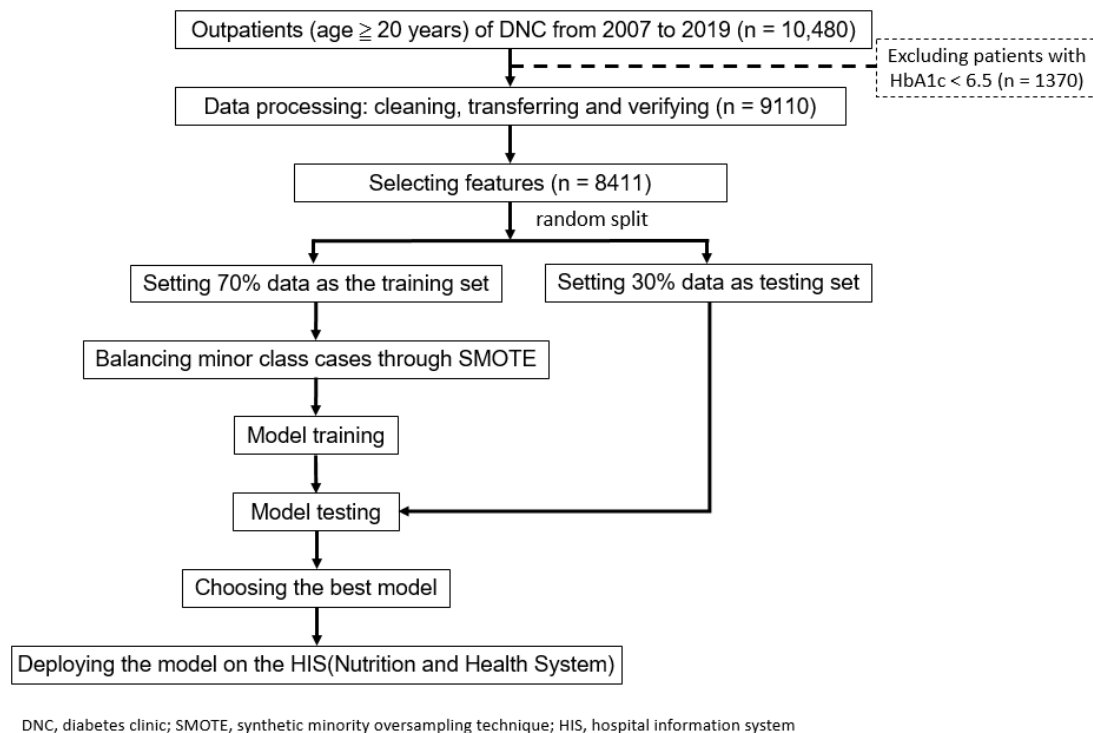 Outpatients (age ≧ 20 years) of DNC from 2007 to 2019 (n = 10,480)
Excluding patients with
HbA1c < 6.5 (n = 1370)
Data processing: cleaning, transferring and verifying (n = 9110)
Selecting features (n = 8411)
random split
Setting 70% data as the training set
Setting 30% data as testing set
Balancing minor class cases through SMOTE
Model training
Model testing
Choosing the best model
Deploying the model on the HIS(Nutrition and Health System)
DNC, diabetes clinic; SMOTE, synthetic minority oversampling technique; HIS, hospital information system